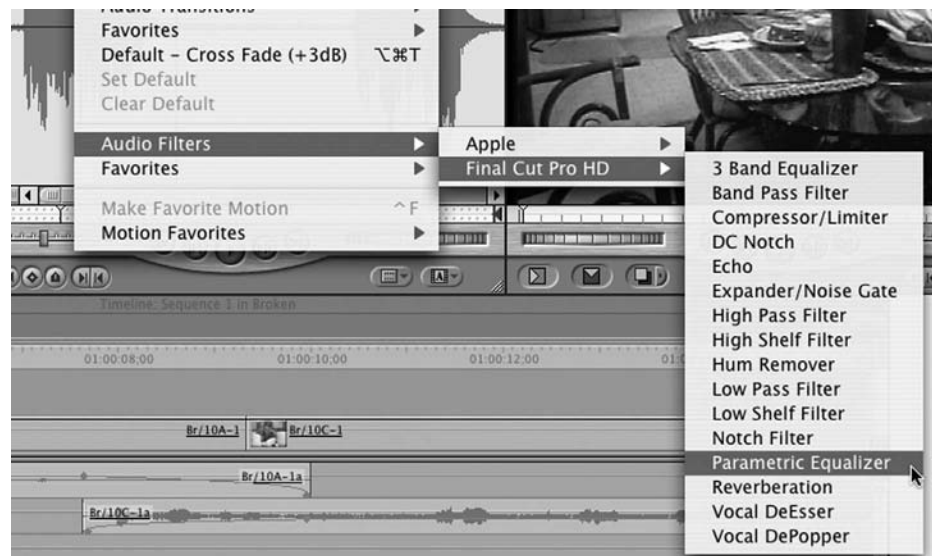 Audio Transitions
Favorites
Default – Cross Fade (+3dB) ⌥⌘T
Set Default
Clear Default
Audio Filters
Favorites
Make Favorite Motion ^F
Motion Favorites
Apple
Final Cut Pro HD
3 Band Equalizer
Band Pass Filter
Compressor/Limiter
DC Notch
Echo
Expander/Noise Gate
High Pass Filter
High Shelf Filter
Hum Remover
Low Pass Filter
Low Shelf Filter
Notch Filter
Parametric Equalizer
Reverberation
Vocal DeEsser
Vocal DePopper
A
Timeline: Sequence 1 in Broken
01:00:08;00 01:00:10;00 01:00:12;00
Br/10A-1 Br/10C-1
Br/10A-1a
Br/10C-1a